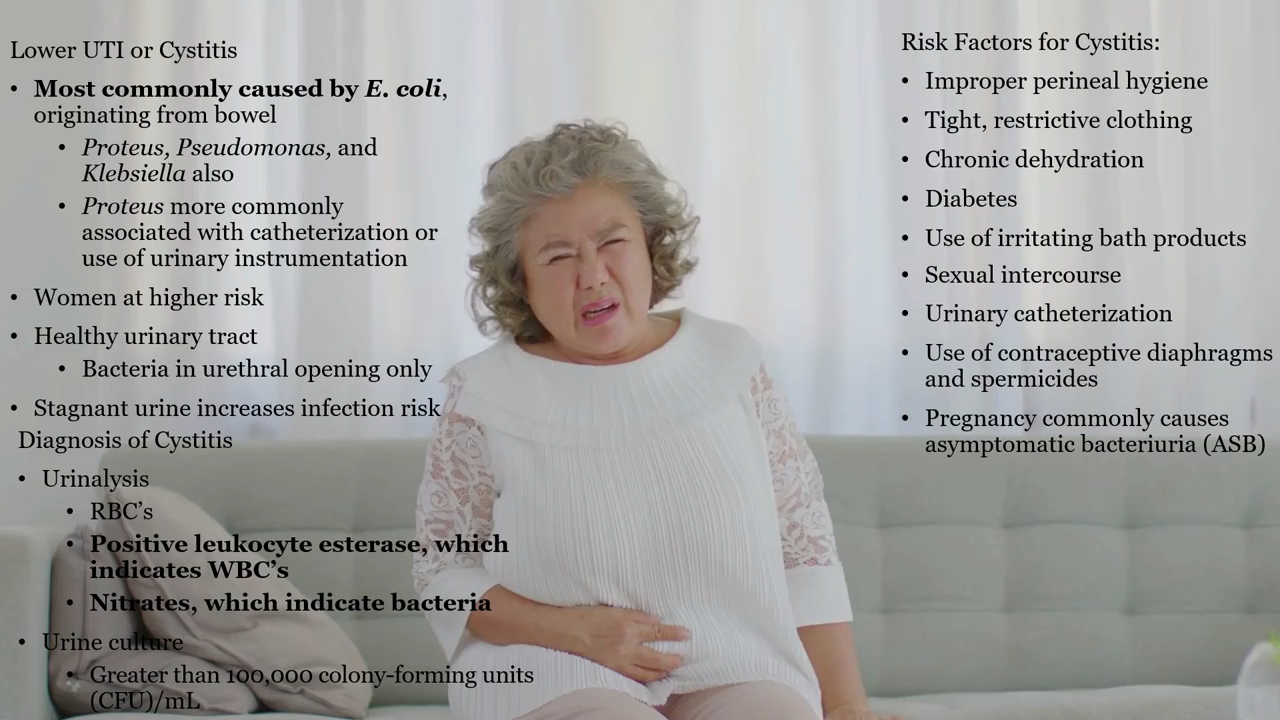 Lower UTI or Cystitis
• Most commonly caused by E. coli,
originating from bowel
• Proteus, Pseudomonas, and
Klebsiella also
• Proteus more commonly
associated with catheterization or
use of urinary instrumentation
• Women at higher risk
• Healthy urinary tract
• Bacteria in urethral opening only
• Stagnant urine increases infection risk
Diagnosis of Cystitis
• Urinalysis
• RBC’s
• Positive leukocyte esterase, which
indicates WBC’s
• Nitrates, which indicate bacteria
• Urine culture
• Greater than 100,000 colony-forming units
(CFU)/mL
Risk Factors for Cystitis:
• Improper perineal hygiene
• Tight, restrictive clothing
• Chronic dehydration
• Diabetes
• Use of irritating bath products
• Sexual intercourse
• Urinary catheterization
• Use of contraceptive diaphragms
and spermicides
• Pregnancy commonly causes
asymptomatic bacteriuria (ASB)